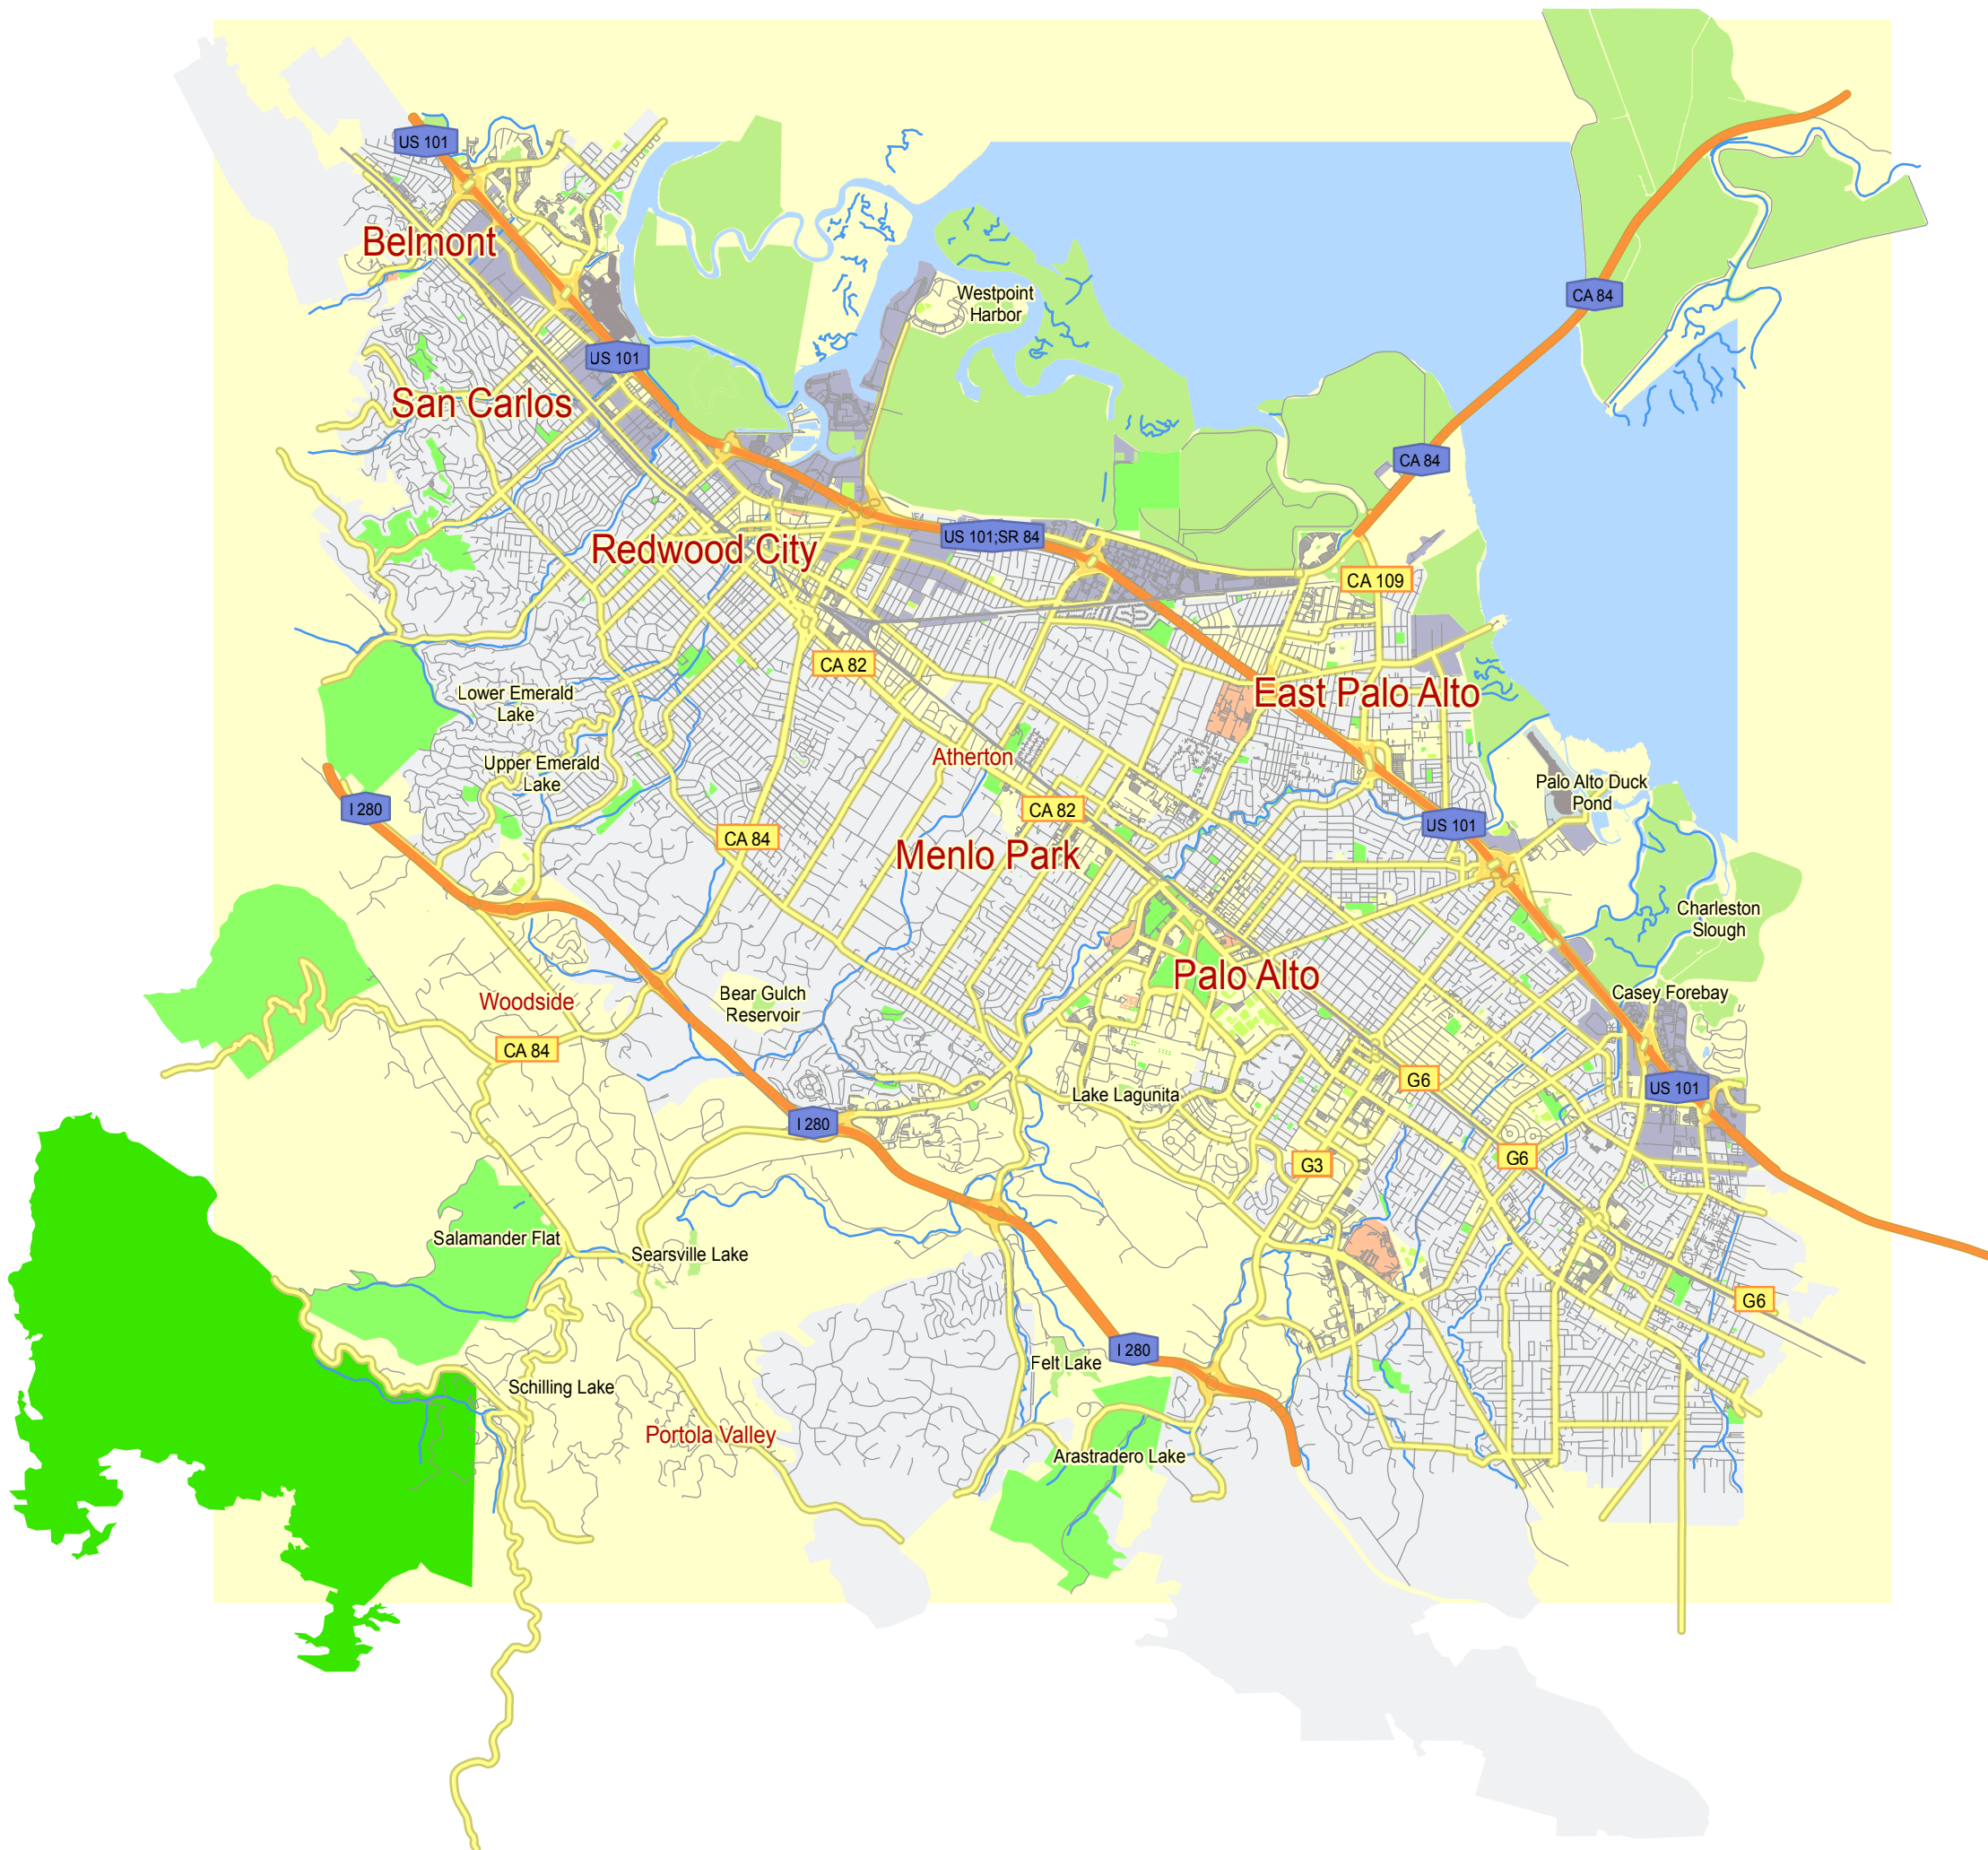 US 101
Belmont
Westpoint
Harbor
CA 84
US 101
San Carlos
CA 84
US 101;SR 84
Redwood City
CA 109
CA 82
Lower Emerald
Lake
East Palo Alto
Atherton
Upper Emerald
Lake
Palo Alto Duck
Pond
I 280
CA 82
US 101
CA 84
Menlo Park
Charleston
Slough
Palo Alto
Bear Gulch
Reservoir
Casey Forebay
Woodside
CA 84
G6
US 101
Lake Lagunita
I 280
G6
G3
Salamander Flat
Searsville Lake
G6
I 280
Felt Lake
Schilling Lake
Portola Valley
Arastradero Lake